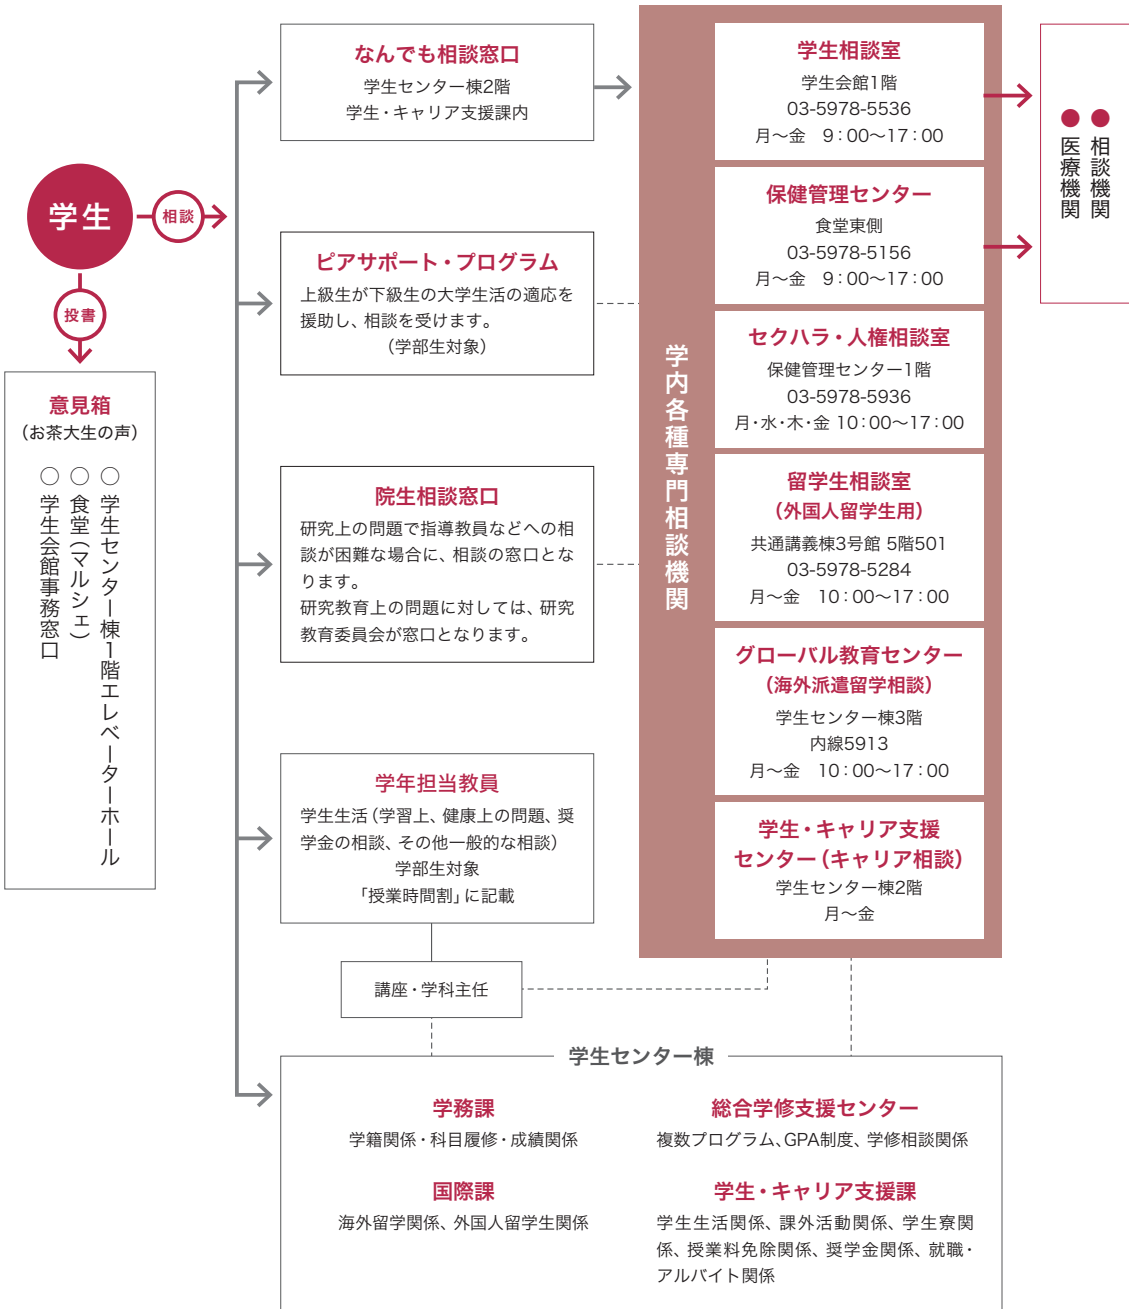 学生
相談
投書
意見箱
（お茶大生の声）
○学生センター棟1階エレベーターホール
○食堂（マルシェ）
○学生会館事務窓口
なんでも相談窓口
学生センター棟2階
学生・キャリア支援課内
ピアサポート・プログラム
上級生が下級生の大学生活の適応を
援助し、相談を受けます。
（学部生対象）
院生相談窓口
研究上の問題で指導教員などへの相
談が困難な場合に、相談の窓口とな
ります。
研究教育上の問題に対しては、研究
教育委員会が窓口となります。
学年担当教員
学生生活（学習上、健康上の問題、奨
学金の相談、その他一般的な相談）
学部生対象
「授業時間割」に記載
講座・学科主任
学内各種専門相談機関
学生相談室
学生会館1階
03-5978-5536
月〜金　9：00〜17：00
保健管理センター
食堂東側
03-5978-5156
月〜金　9：00〜17：00
セクハラ・人権相談室
保健管理センター1階
03-5978-5936
月・水・木・金 10：00〜17：00
留学生相談室
（外国人留学生用）
共通講義棟3号館 5階501
03-5978-5284
月〜金　10：00〜17：00
グローバル教育センター
（海外派遣留学相談）
学生センター棟3階
内線5913
月〜金　10：00〜17：00
学生・キャリア支援
センター（キャリア相談）
学生センター棟2階
月〜金
●相談機関
●医療機関
学生センター棟
学務課
学籍関係・科目履修・成績関係
総合学修支援センター
複数プログラム、GPA制度、学修相談関係
国際課
海外留学関係、外国人留学生関係
学生・キャリア支援課
学生生活関係、課外活動関係、学生寮関
係、授業料免除関係、奨学金関係、就職・
アルバイト関係